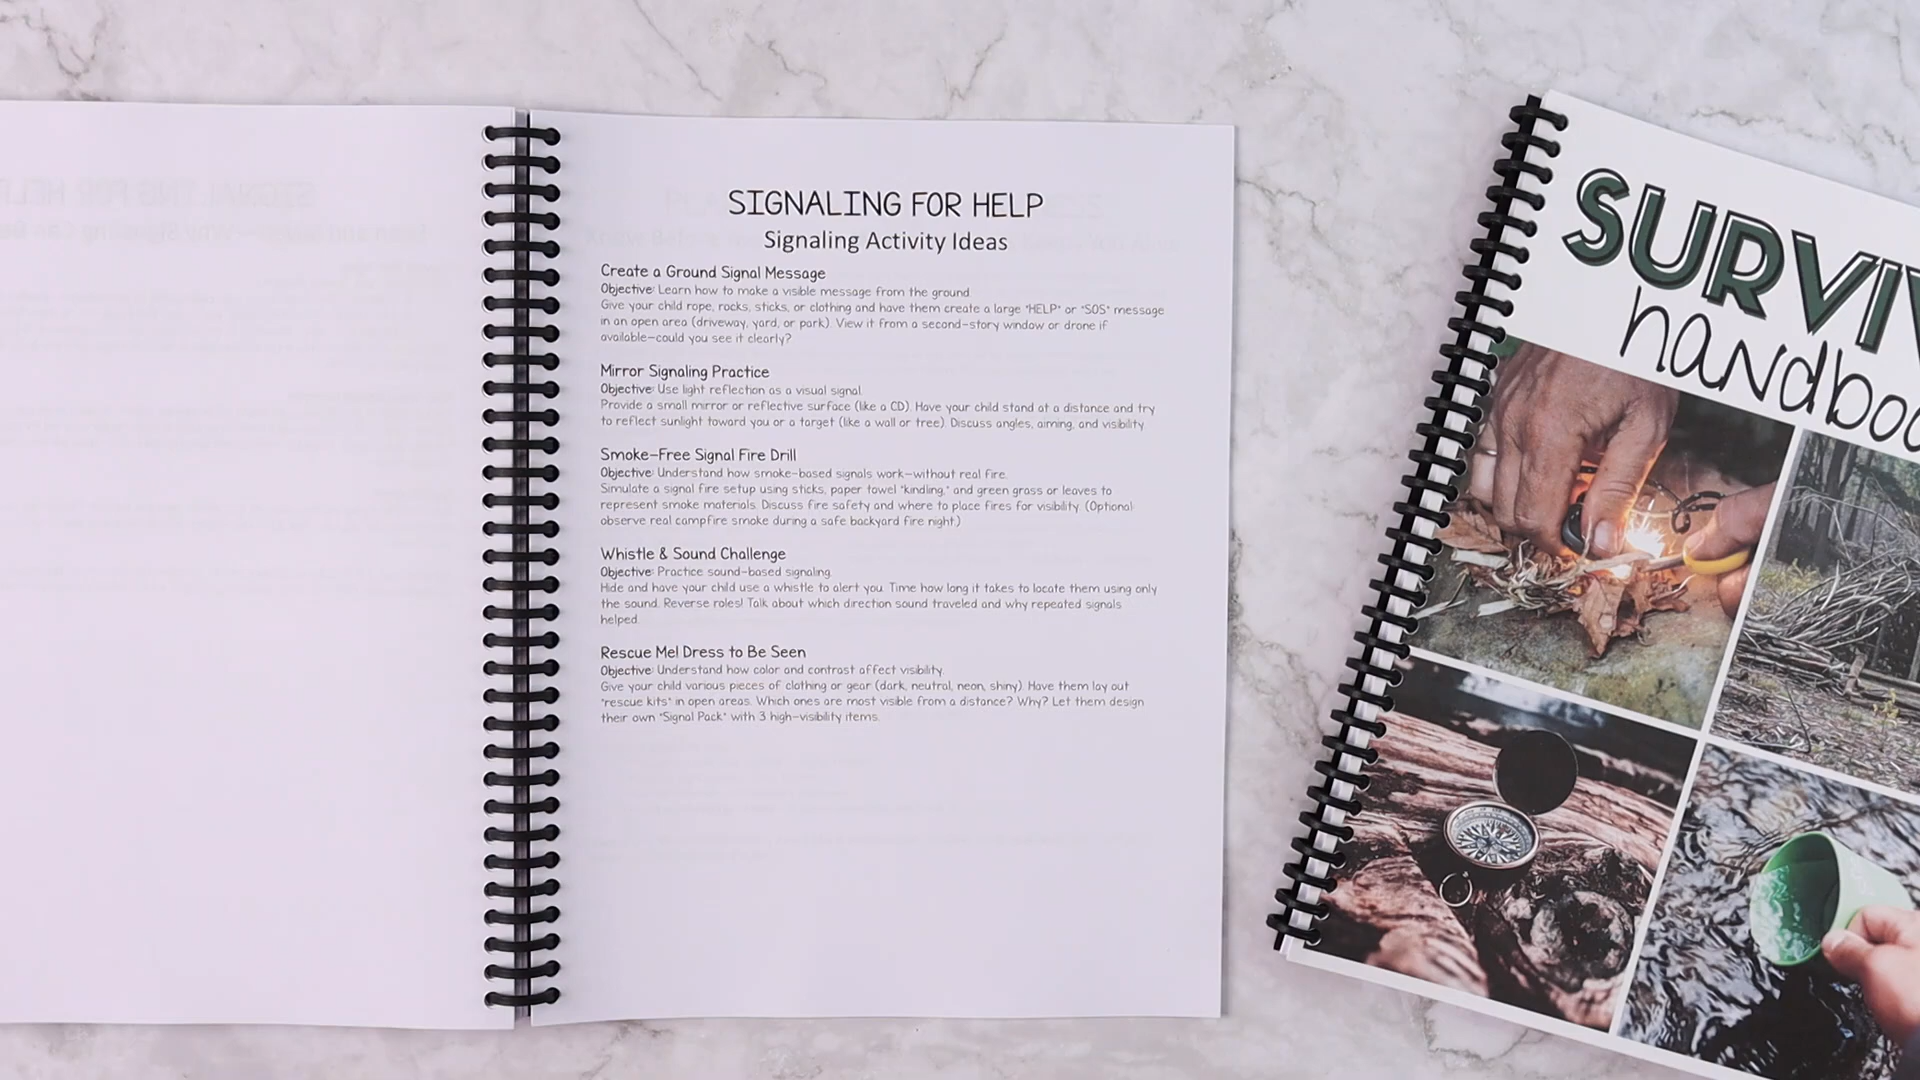 SIGNALING FOR HELP
Signaling Activity Ideas
Create a Ground Signal Message
Objective: Learn how to make a visible message from the ground.
Give your child rope, rocks, sticks, or clothing and have them create a large "HELP" or "SOS" message
in an open area (driveway, yard, or park). View it from a second-story window or drone if
available—could you see it clearly?
Mirror Signaling Practice
Objective: Use light reflection as a visual signal.
Provide a small mirror or reflective surface (like a CD). Have your child stand at a distance and try
to reflect sunlight toward you or a target (like a wall or tree). Discuss angles, aiming, and visibility.
Smoke-Free Signal Fire Drill
Objective: Understand how smoke-based signals work—without real fire.
Simulate a signal fire setup using sticks, paper towel "kindling," and green grass or leaves to
represent smoke materials. Discuss fire safety and where to place fires for visibility. (Optional:
observe real campfire smoke during a safe backyard fire night.)
Whistle & Sound Challenge
Objective: Practice sound-based signaling.
Hide and have your child use a whistle to alert you. Time how long it takes to locate them using only
the sound. Reverse roles! Talk about which direction sound traveled and why repeated signals
helped.
Rescue Me! Dress to Be Seen
Objective: Understand how color and contrast affect visibility.
Give your child various pieces of clothing or gear (dark, neutral, neon, shiny). Have them lay out
"rescue kits" in open areas. Which ones are most visible from a distance? Why? Let them design
their own "Signal Pack" with 3 high-visibility items.
SURVIV
handboo